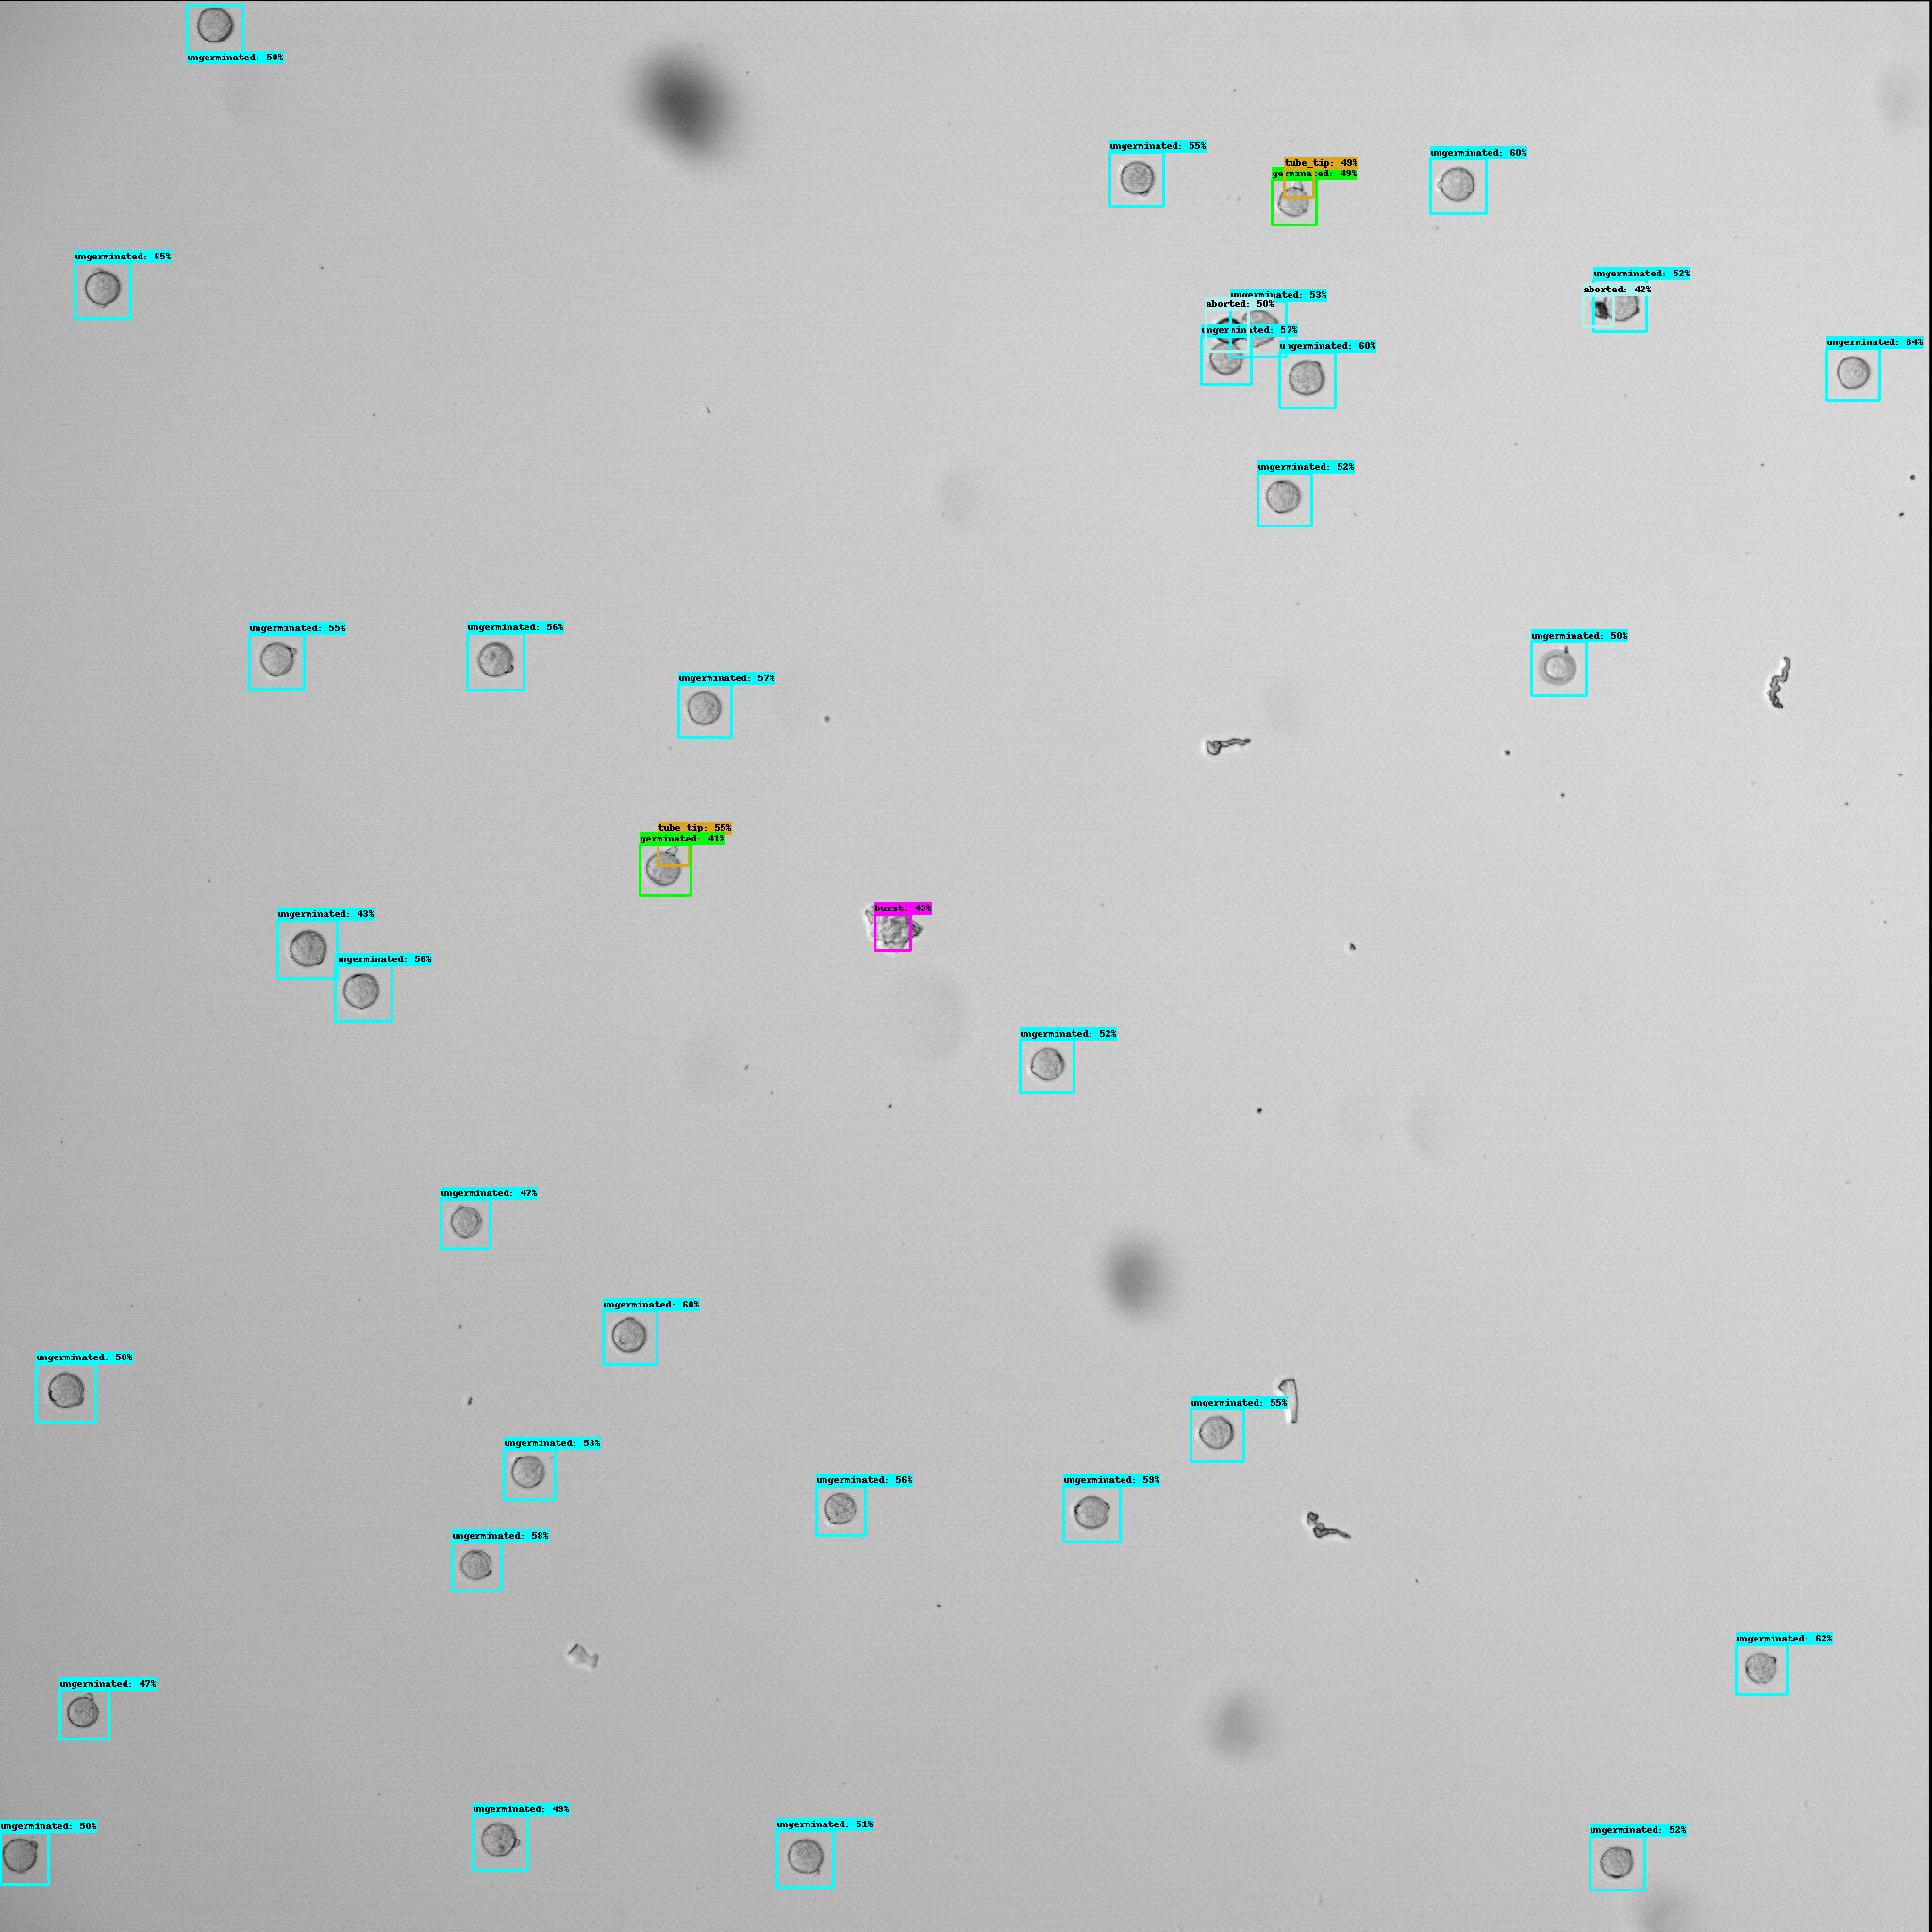 ungerminated: 50%
ungerminated: 55%
ungerminated: 60%
tube_tip: 49%
germinated: 49%
ungerminated: 65%
ungerminated: 52%
aborted: 42%
ungerminated: 53%
aborted: 50%
ungerminated: 57%
ungerminated: 60%
ungerminated: 64%
ungerminated: 52%
ungerminated: 55%
ungerminated: 56%
ungerminated: 50%
ungerminated: 57%
tube_tip: 55%
germinated: 41%
burst: 43%
ungerminated: 43%
mgerminated: 56%
ungerminated: 52%
ungerminated: 47%
ungerminated: 60%
ungerminated: 58%
ungerminated: 55%
ungerminated: 53%
ungerminated: 56%
ungerminated: 59%
ungerminated: 58%
ungerminated: 62%
ungerminated: 47%
ungerminated: 49%
ungerminated: 51%
ungerminated: 50%
ungerminated: 52%